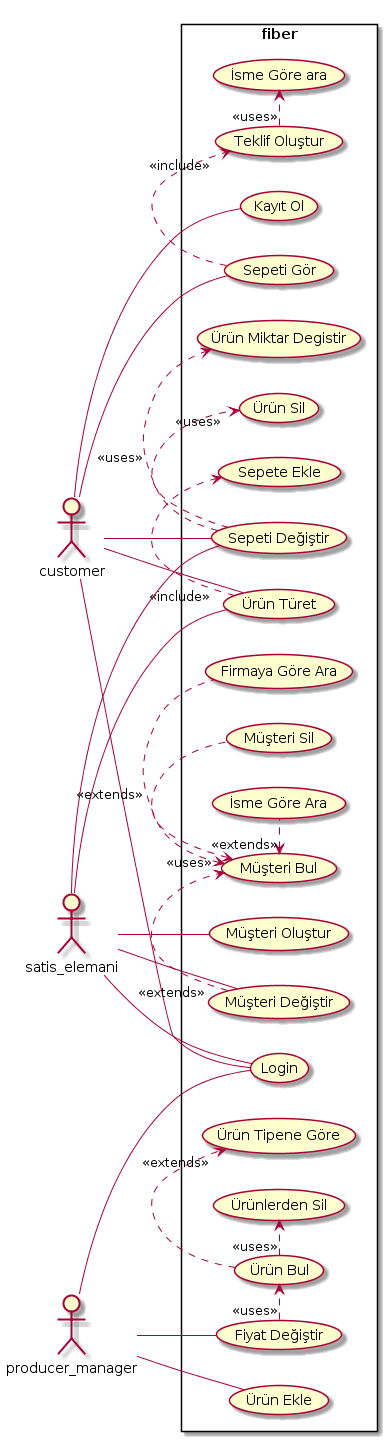 fiber
İsme Göre ara
«uses»
Teklif Oluştur
«include»
Kayıt Ol
Sepeti Gör
Ürün Miktar Degistir
Ürün Sil
«uses»
«uses»
Sepete Ekle
Sepeti Değiştir
customer
«include»
Ürün Türet
Firmaya Göre Ara
Müşteri Sil
«extends»
İsme Göre Ara
«extends»
«uses»
Müşteri Bul
Müşteri Oluştur
satis_elemani
«extends»
Müşteri Değiştir
Login
Ürün Tipene Göre
«extends»
Ürünlerden Sil
«uses»
Ürün Bul
«uses»
Fiyat Değiştir
producer_manager
Ürün Ekle